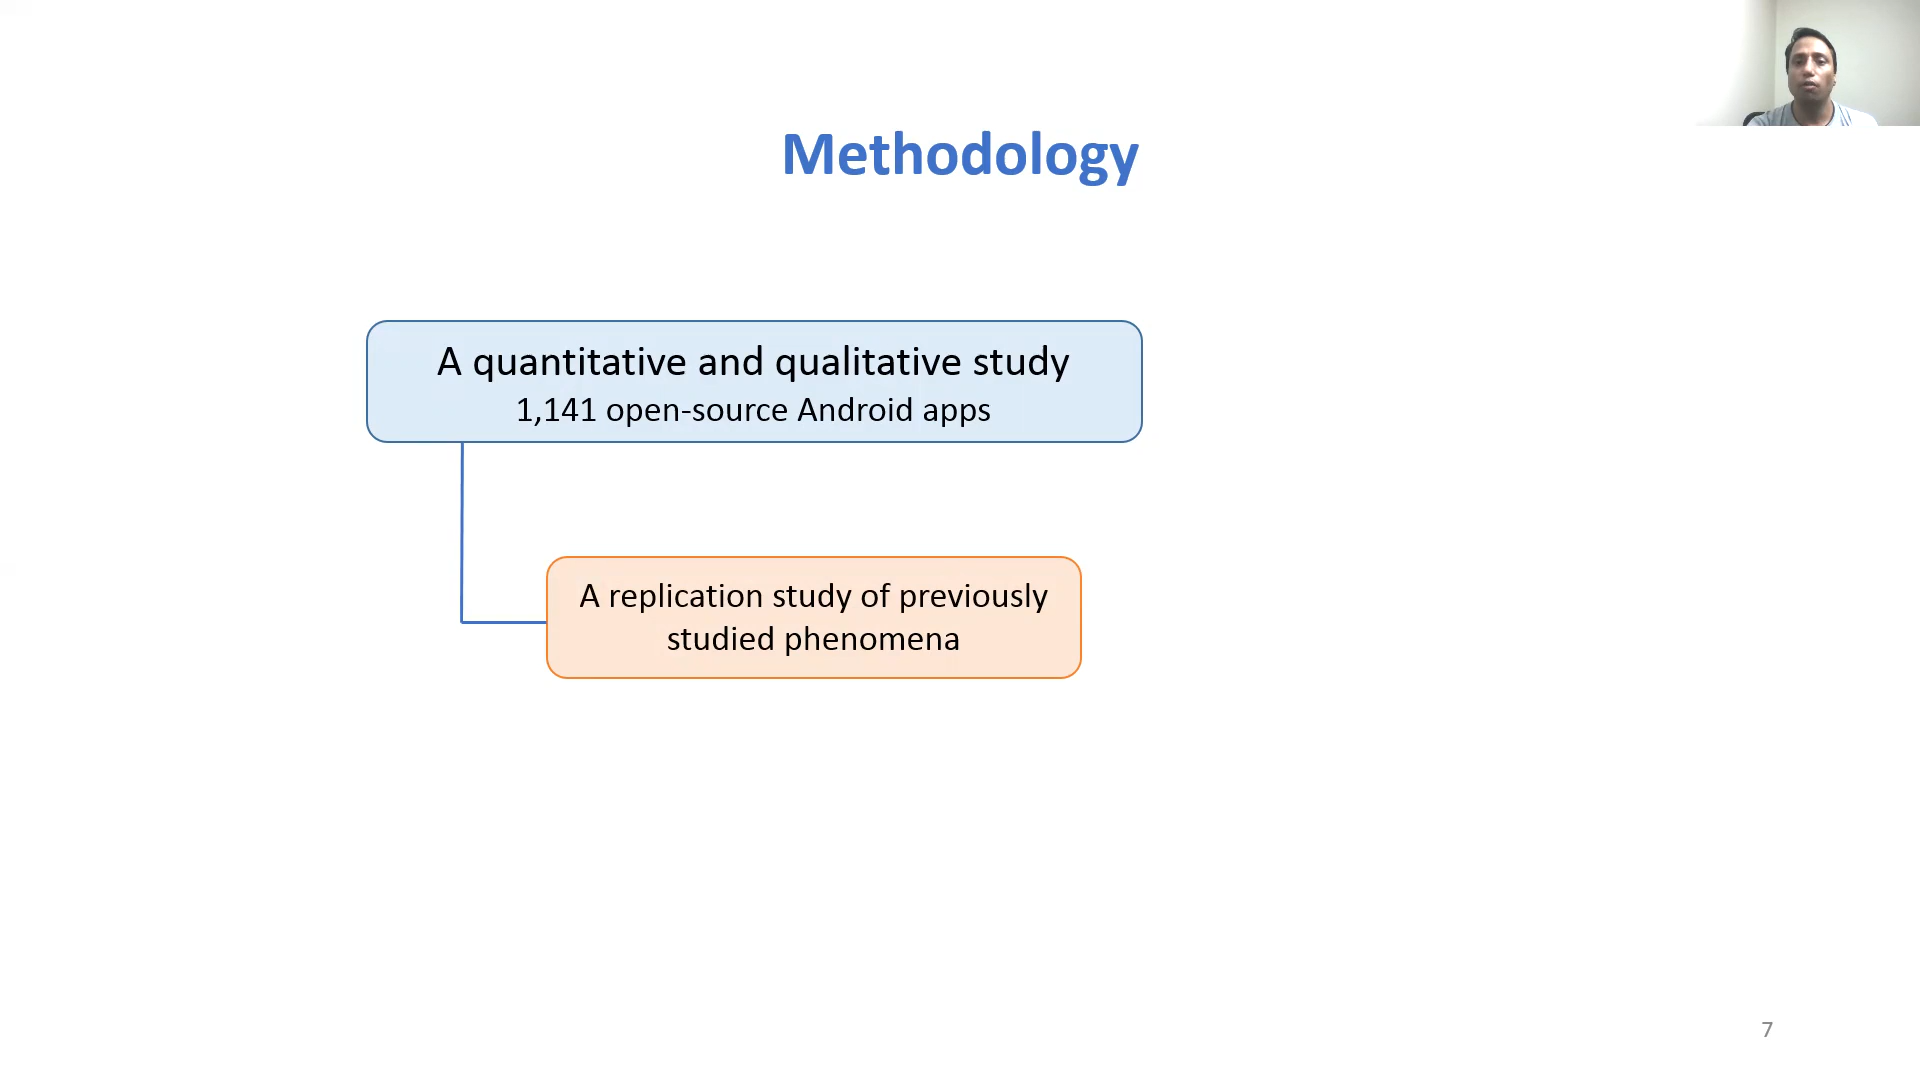 Methodology
A quantitative and qualitative study
1,141 open-source Android apps
A replication study of previously
studied phenomena
7